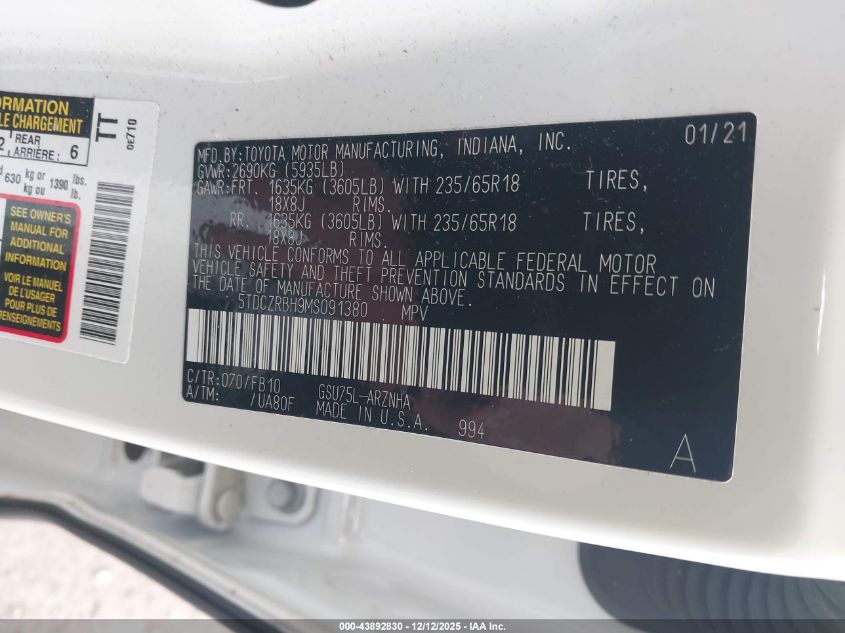 ORMATION
LE CHARGEMENT
2 REAR ARRIÈRE: 6
630 kg or kg ou 1390 lbs. lb.
TT
0E710
SEE OWNER'S
MANUAL FOR
ADDITIONAL
INFORMATION
VOIR LE MANUEL
DE L'USAGER
POUR PLUS DE
RENSEIGNEMENTS
01/21
MFD.BY:TOYOTA MOTOR MANUFACTURING, INDIANA, INC.
GVWR:2690KG (5935LB)
GAWR:FRT. 1635KG (3605LB) WITH 235/65R18 TIRES,
18X8J RIMS.
RR. 1635KG (3605LB) WITH 235/65R18 TIRES,
18X8J RIMS.
THIS VEHICLE CONFORMS TO ALL APPLICABLE FEDERAL MOTOR
VEHICLE SAFETY AND THEFT PREVENTION STANDARDS IN EFFECT ON
THE DATE OF MANUFACTURE SHOWN ABOVE.
5TDCZRBH9MS091380 MPV
C/TR:070/FB10 GSU75L-ARZNHA
A/TM: /UA80F MADE IN U.S.A. 994
A
000-43892830 - 12/12/2025 - IAA Inc.